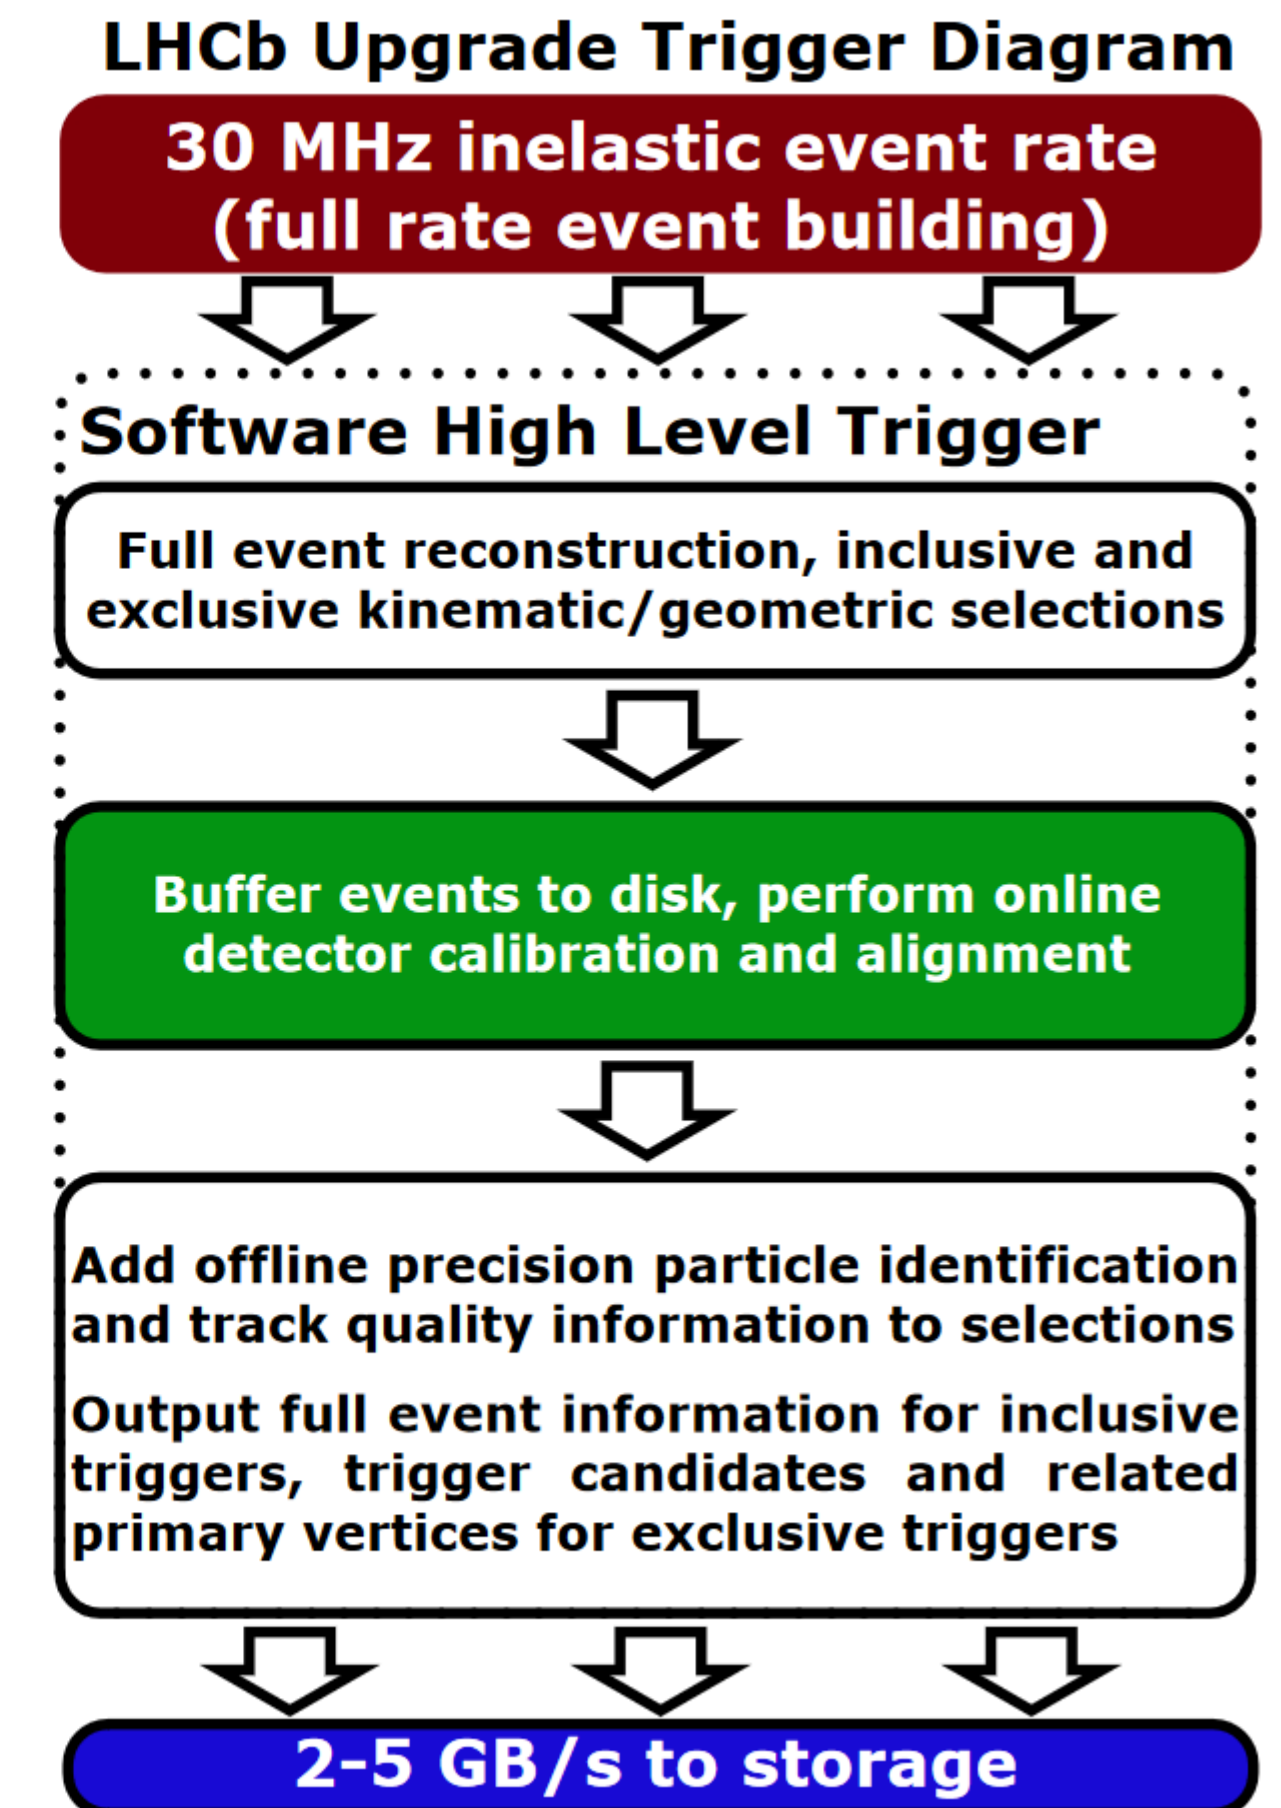 LHCb Upgrade Trigger Diagram
30 MHz inelastic event rate
(full rate event building)
Software High Level Trigger
Full event reconstruction, inclusive and
exclusive kinematic/geometric selections
Buffer events to disk, perform online
detector calibration and alignment
Add offline precision particle identification
and track quality information to selections
Output full event information for inclusive
triggers, trigger candidates and related
primary vertices for exclusive triggers
2-5 GB/s to storage